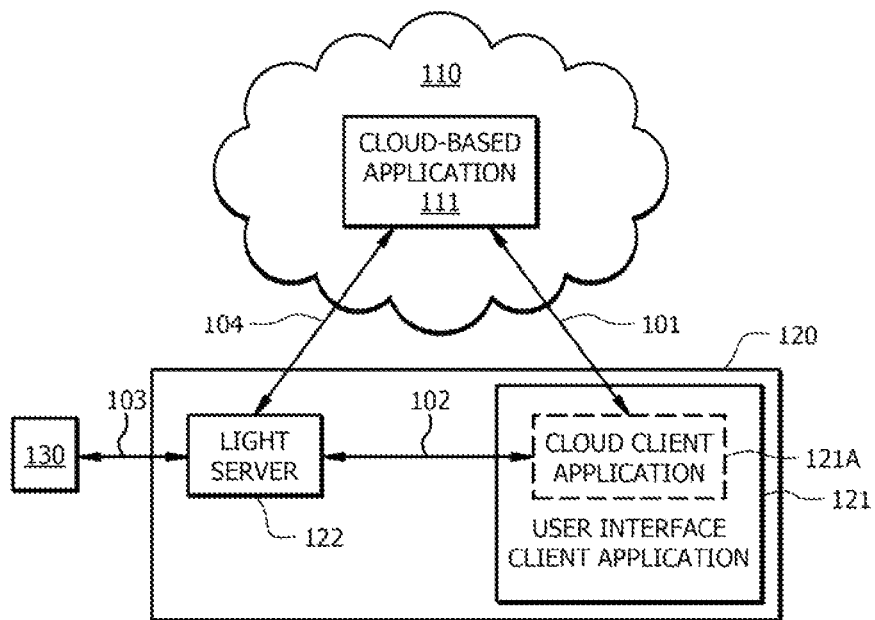 110
CLOUD-BASED
APPLICATION
111
104
101
120
103
102
130
LIGHT
SERVER
CLOUD CLIENT
APPLICATION
121A
121
USER INTERFACE
CLIENT APPLICATION
122